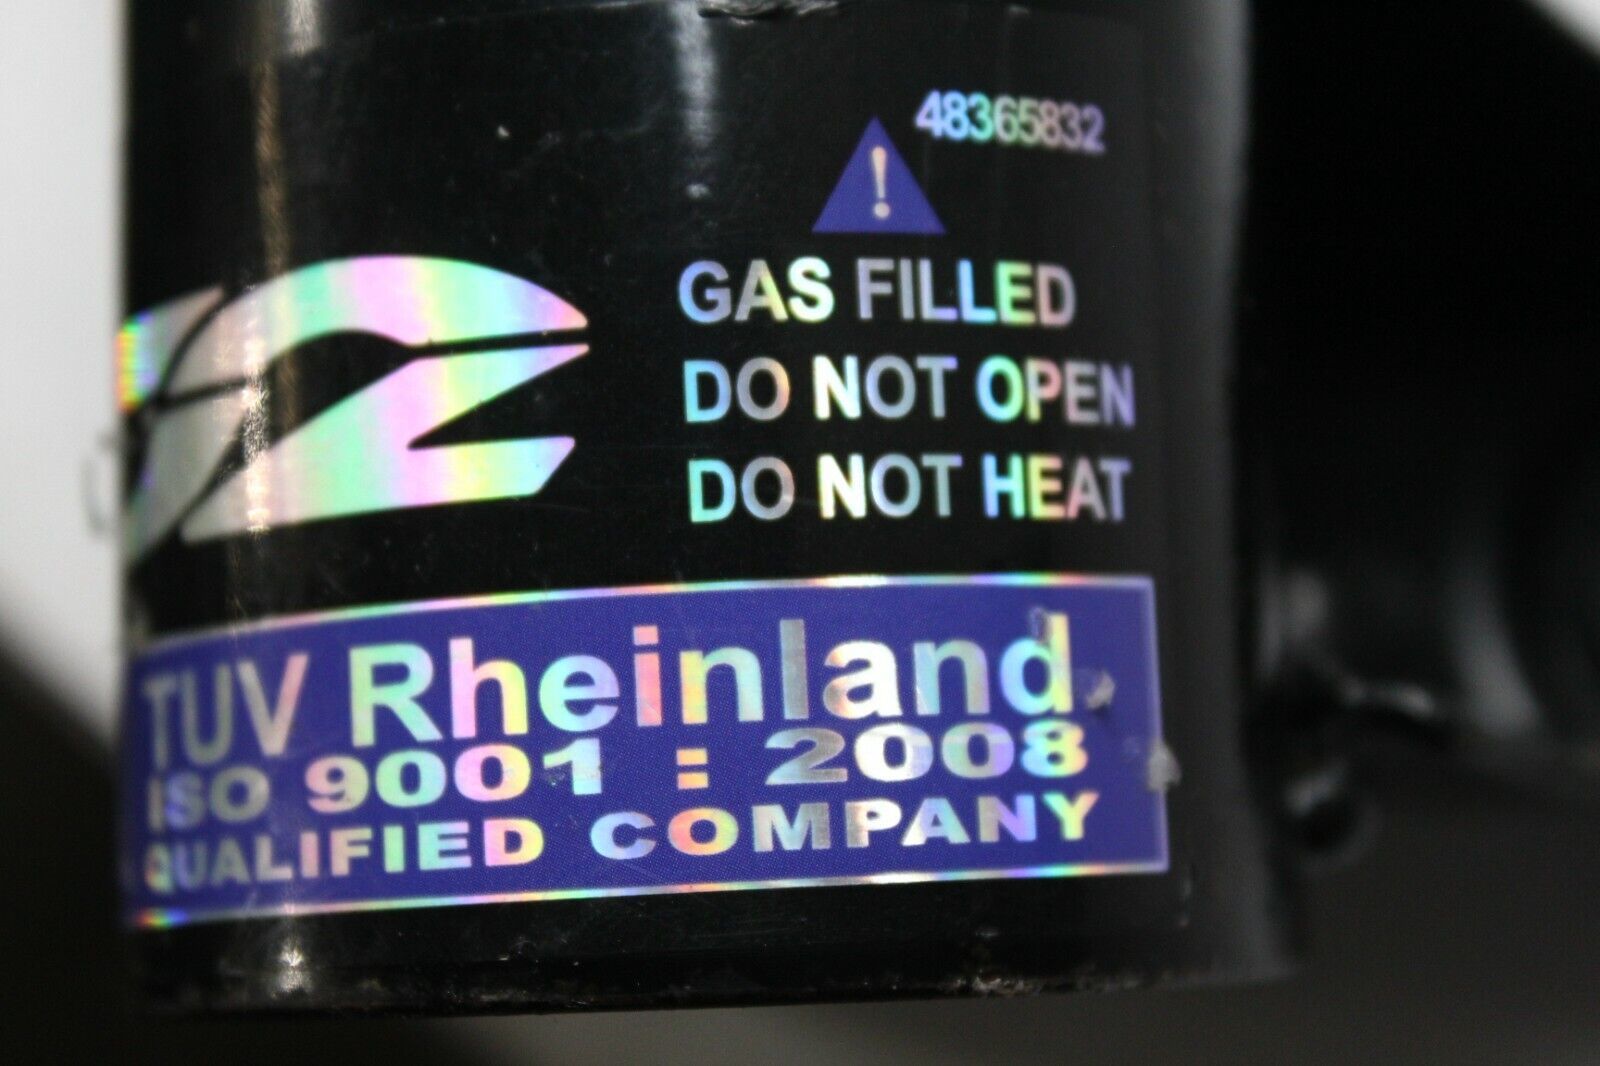 48365832
!
GAS FILLED
DO NOT OPEN
DO NOT HEAT
TUV Rheinland
ISO 9001 : 2008
QUALIFIED COMPANY